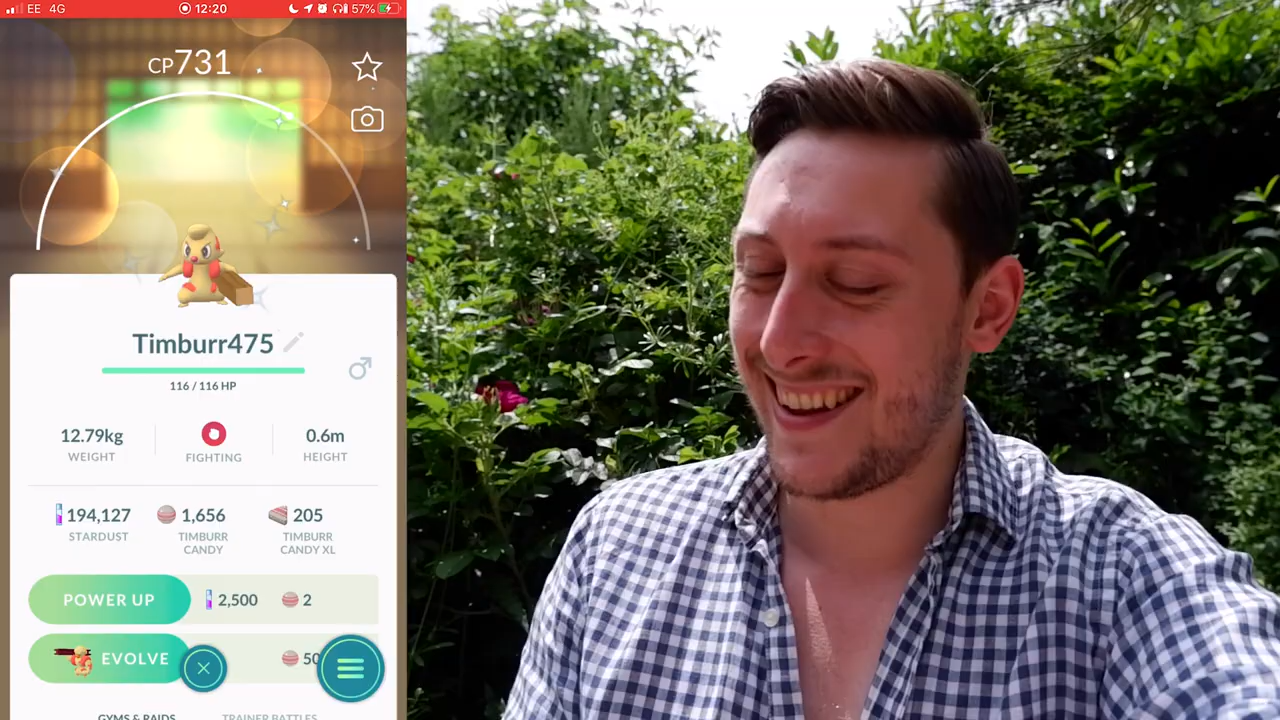 EE 4G 12:20 57%
CP731
Timburr475
116 / 116 HP
12.79kg 0.6m
WEIGHT FIGHTING HEIGHT
194,127 1,656 205
STARDUST TIMBURR TIMBURR
CANDY CANDY XL
POWER UP 2,500 2
EVOLVE 50
GYMS & RAIDS TRAINER BATTLES